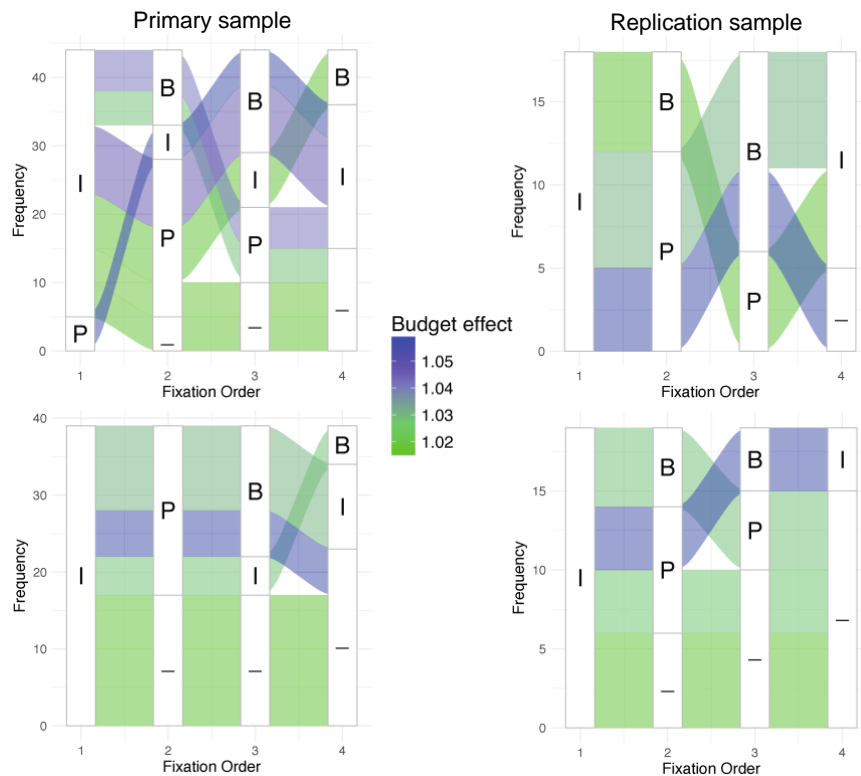 Primary sample
Replication sample
40
30
20
10
0
Frequency
I
P
B
I
P
–
B
I
P
–
B
I
–
1
2
3
4
Fixation Order
15
10
5
0
Frequency
I
B
P
B
P
I
–
1
2
3
4
Fixation Order
Budget effect
1.05
1.04
1.03
1.02
40
30
20
10
0
Frequency
I
P
–
B
I
–
B
I
–
1
2
3
4
Fixation Order
15
10
5
0
Frequency
I
B
P
–
B
P
–
I
–
1
2
3
4
Fixation Order